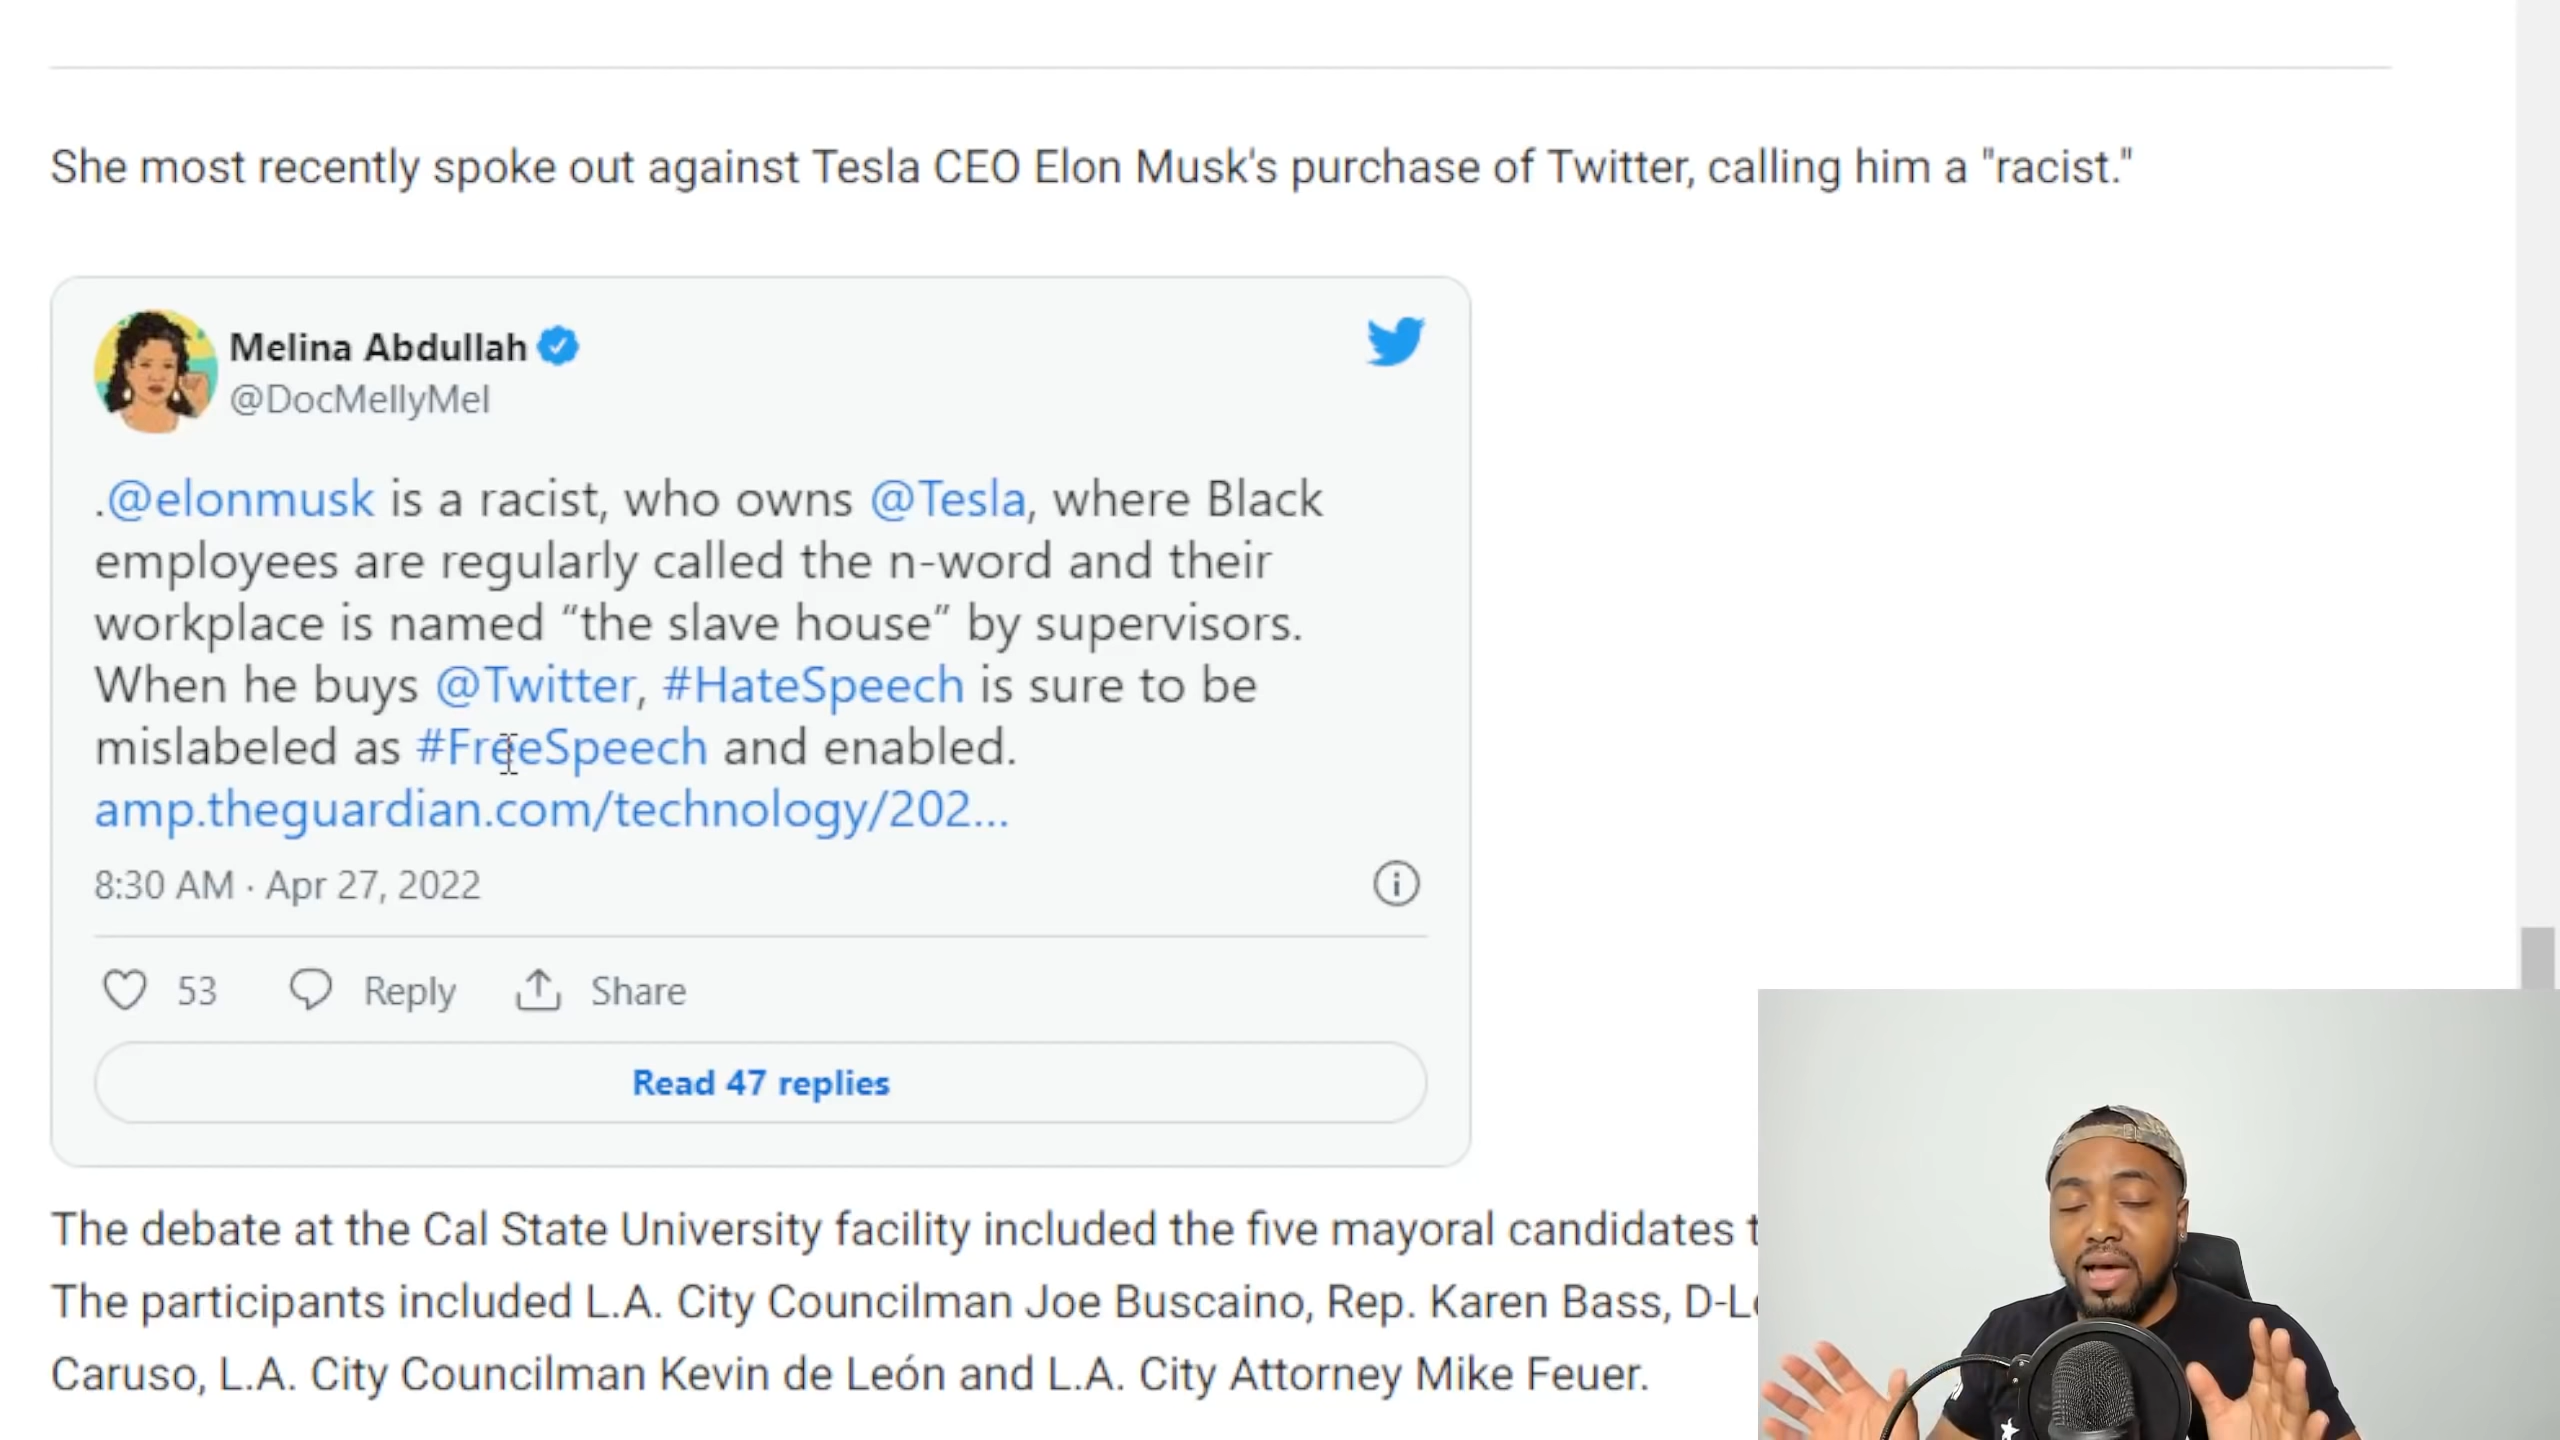 She most recently spoke out against Tesla CEO Elon Musk's purchase of Twitter, calling him a "racist."
Melina Abdullah
@DocMellyMel
.@elonmusk is a racist, who owns @Tesla, where Black
employees are regularly called the n-word and their
workplace is named “the slave house” by supervisors.
When he buys @Twitter, #HateSpeech is sure to be
mislabeled as #FreeSpeech and enabled.
amp.theguardian.com/technology/202...
8:30 AM · Apr 27, 2022
53 Reply Share
Read 47 replies
The debate at the Cal State University facility included the five mayoral candidates
The participants included L.A. City Councilman Joe Buscaino, Rep. Karen Bass,
Caruso, L.A. City Councilman Kevin de León and L.A. City Attorney Mike Feuer.